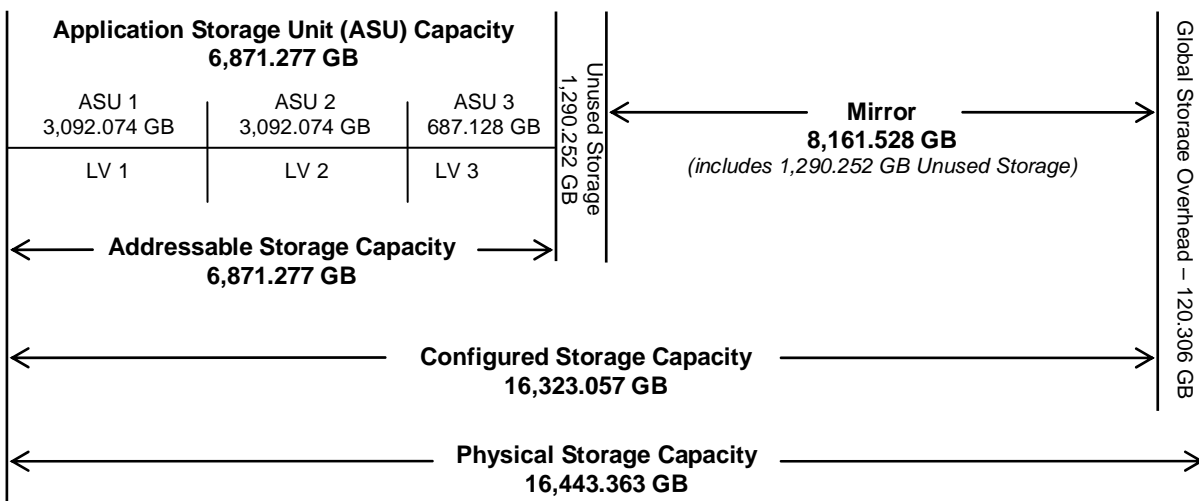 Application Storage Unit (ASU) Capacity
6,871.277 GB
ASU 1
3,092.074 GB
ASU 2
3,092.074 GB
ASU 3
687.128 GB
LV 1
LV 2
LV 3
Unused Storage
1,290.252 GB
Mirror
8,161.528 GB
(includes 1,290.252 GB Unused Storage)
Global Storage Overhead – 120.306 GB
Addressable Storage Capacity
6,871.277 GB
Configured Storage Capacity
16,323.057 GB
Physical Storage Capacity
16,443.363 GB